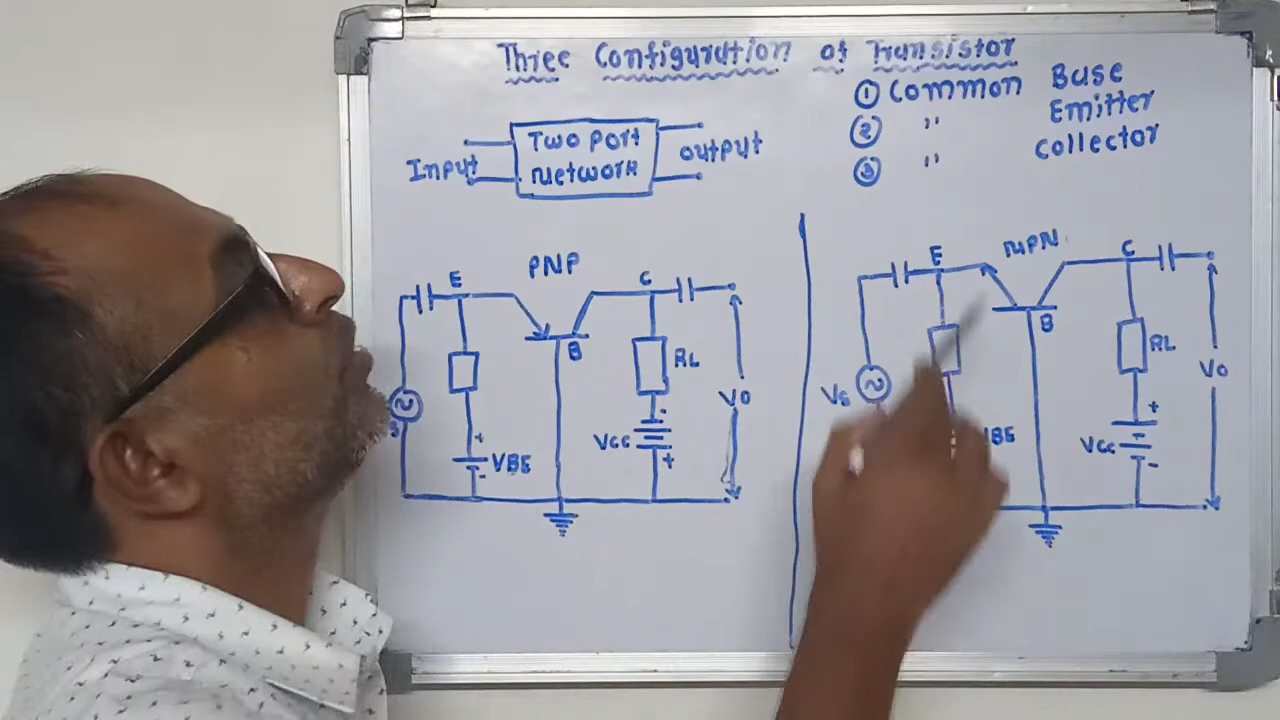 Three Configuration of Transistor
① Common Base
② " Emitter
③ " Collector
Input
Two Port
Network
output
PNP
E
C
B
RL
+
VBE
-
-
VCC
+
Vo
NPN
E
C
B
Vs
RL
BE
+
VCC
-
Vo